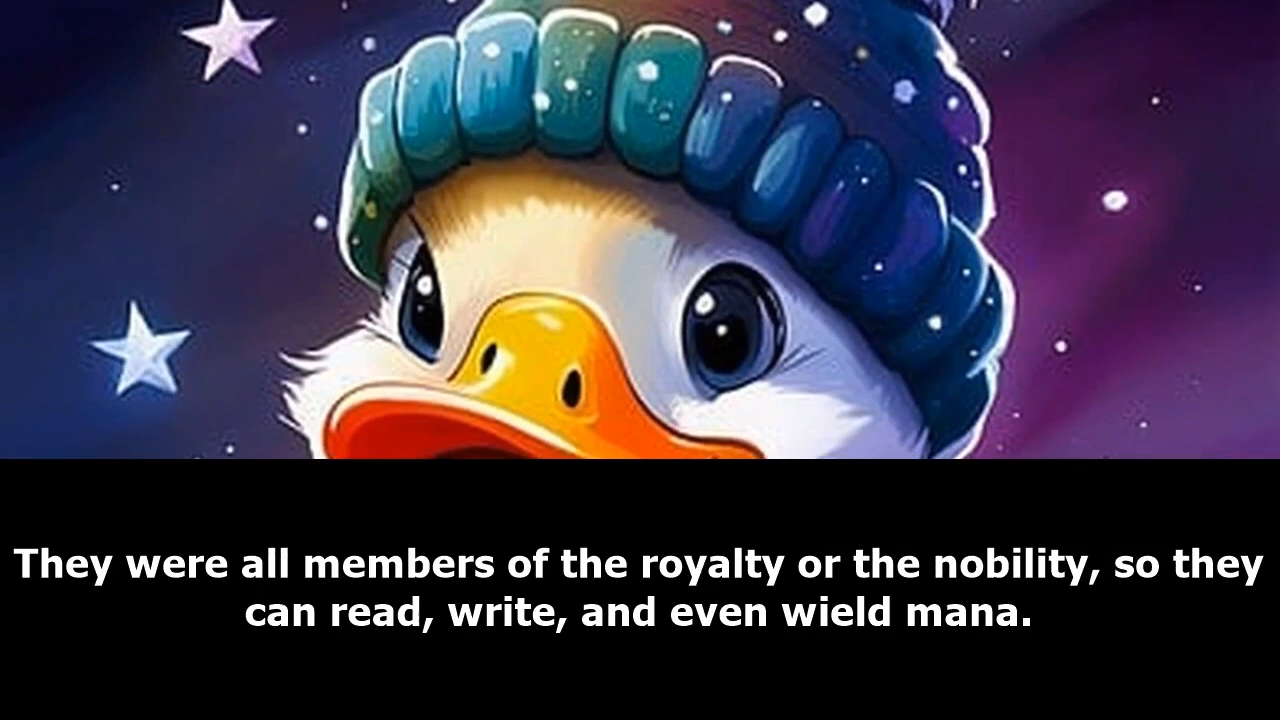 They were all members of the royalty or the nobility, so they
can read, write, and even wield mana.